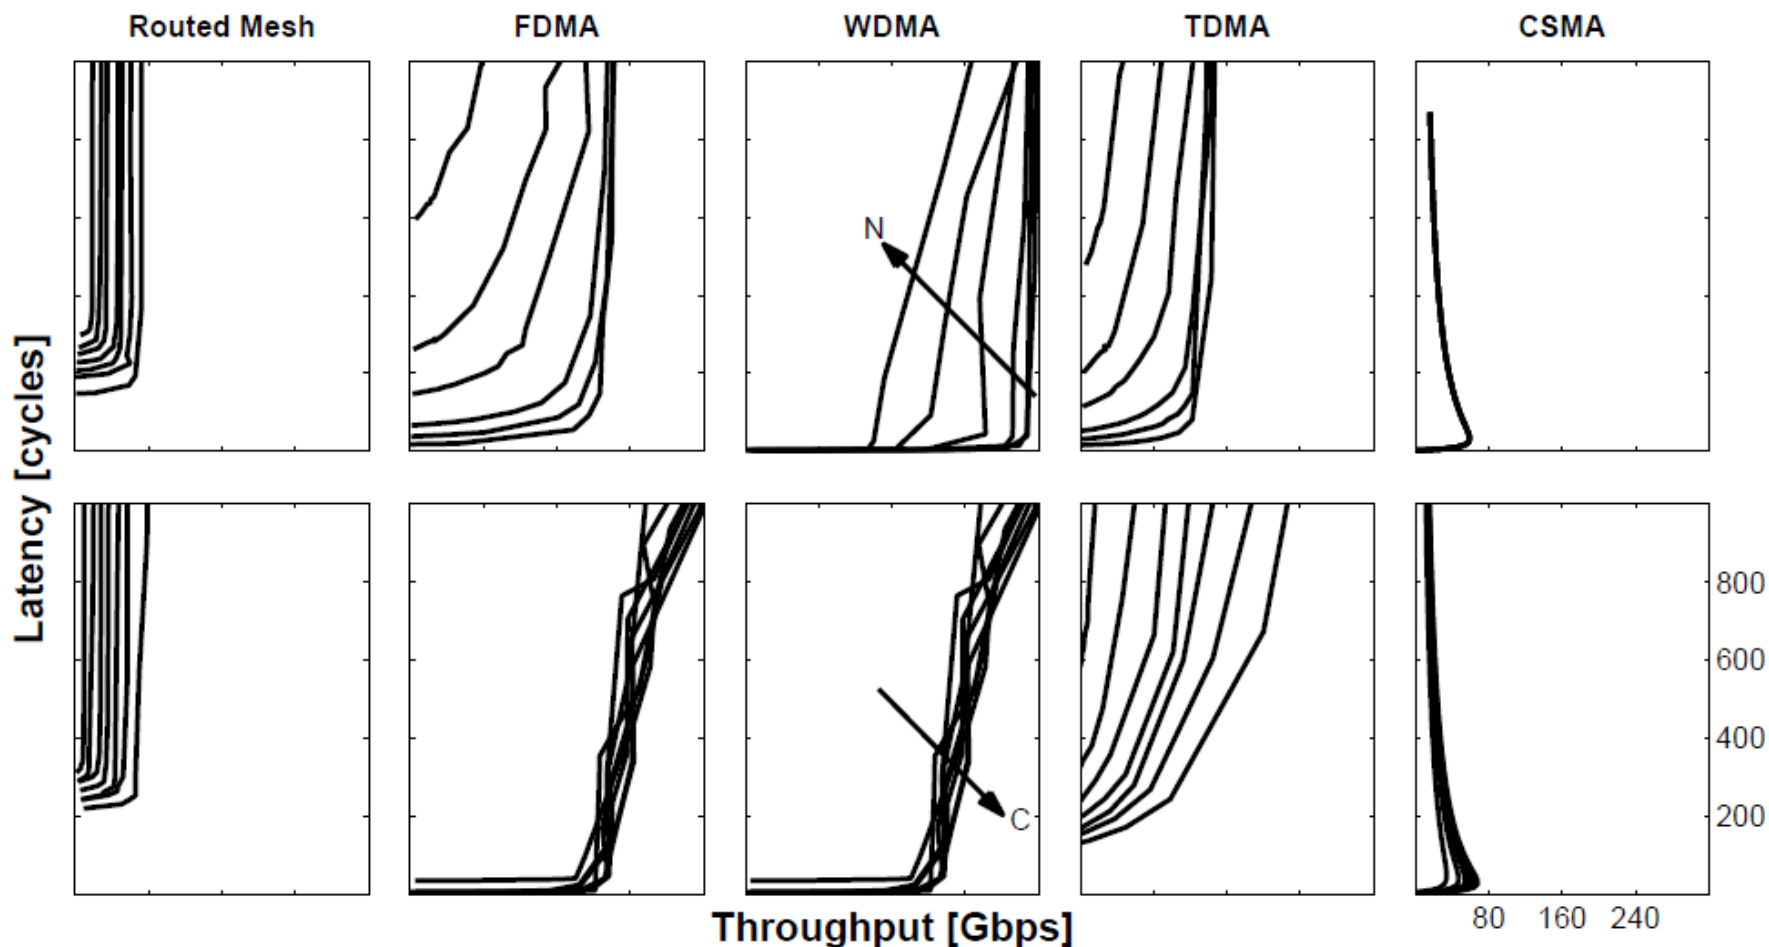 Routed Mesh FDMA WDMA TDMA CSMA
Latency [cycles]
N
C
800
600
400
200
80 160 240
Throughput [Gbps]